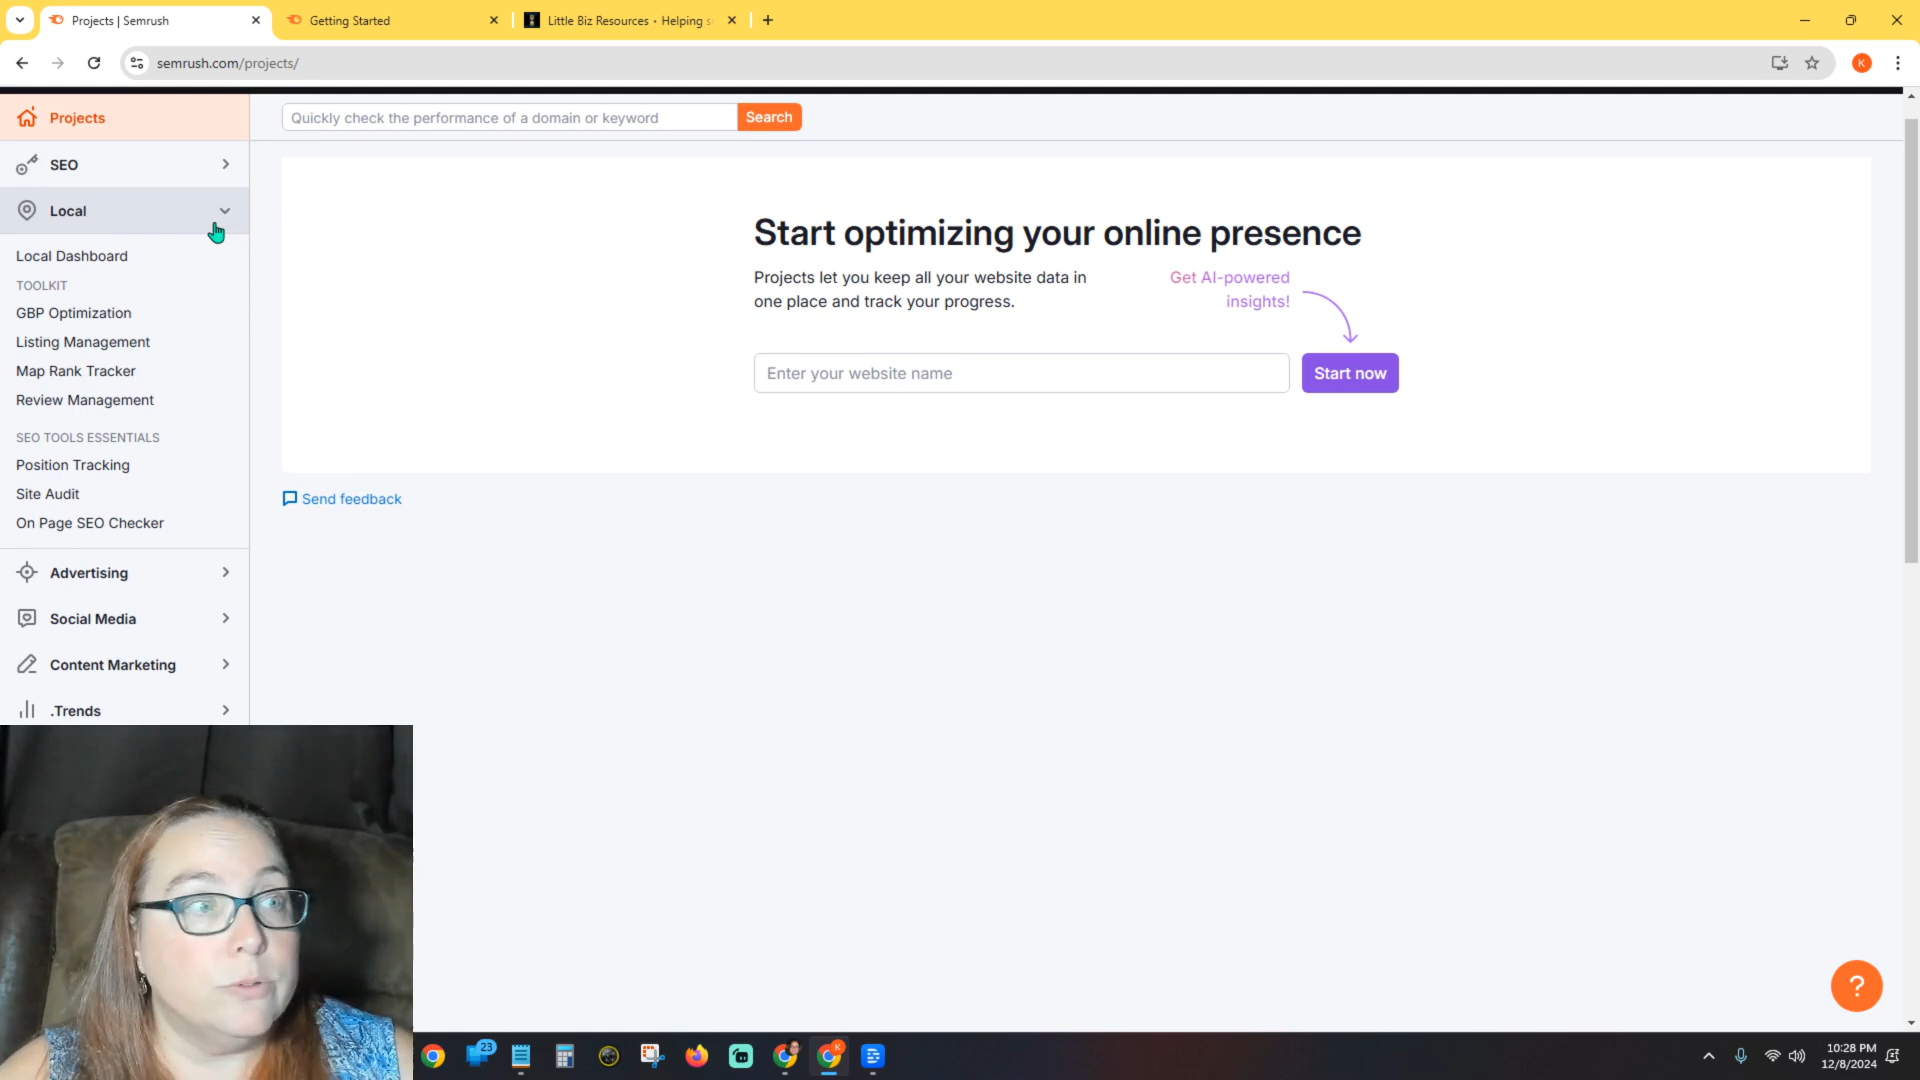 Projects | Semrush
Getting Started
Little Biz Resources • Helping s
semrush.com/projects/
K
Projects
Quickly check the performance of a domain or keyword
Search
SEO
Local
Local Dashboard
TOOLKIT
GBP Optimization
Listing Management
Map Rank Tracker
Review Management
SEO TOOLS ESSENTIALS
Position Tracking
Site Audit
On Page SEO Checker
Advertising
Social Media
Content Marketing
.Trends
Start optimizing your online presence
Projects let you keep all your website data in
one place and track your progress.
Get AI-powered
insights!
Enter your website name
Start now
Send feedback
?
23
K
10:28 PM
12/8/2024